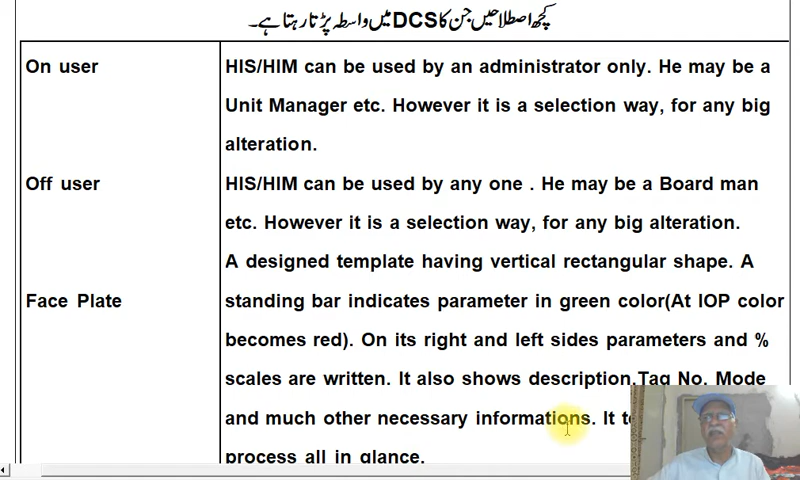 کچھ اصطلاحیں جن کا DCS میں واسطہ پڑتا رہتا ہے۔
On user
HIS/HIM can be used by an administrator only. He may be a
Unit Manager etc. However it is a selection way, for any big
alteration.
Off user
HIS/HIM can be used by any one . He may be a Board man
etc. However it is a selection way, for any big alteration.
Face Plate
A designed template having vertical rectangular shape. A
standing bar indicates parameter in green color(At IOP color
becomes red). On its right and left sides parameters and %
scales are written. It also shows description,Tag No. Mode
and much other necessary informations. It
process all in glance.